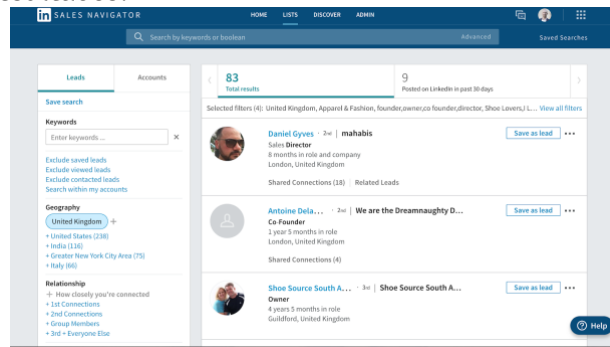 in SALES NAVIGATOR
HOME LISTS DISCOVER ADMIN
Search by keywords or boolean Advanced Saved Searches
Leads Accounts
Save search
Keywords
Enter keywords ...
Exclude saved leads
Exclude viewed leads
Exclude contacted leads
Search within my accounts
Geography
United Kingdom +
+ United States (238)
+ India (116)
+ Greater New York City Area (75)
+ Italy (66)
Relationship
+ How closely you're connected
+ 1st Connections
+ 2nd Connections
+ Group Members
+ 3rd + Everyone Else
83
Total results
9
Posted on LinkedIn in past 30 days
Selected filters (4): United Kingdom, Apparel & Fashion, founder,owner,co founder,director, Shoe Lovers,I L... View all filters
Daniel Gyves · 2nd | mahabis
Save as lead
Sales Director
8 months in role and company
London, United Kingdom
Shared Connections (18) | Related Leads
Antoine Dela... · 2nd | We are the Dreamnaughty D...
Save as lead
Co-Founder
1 year 5 months in role
London, United Kingdom
Shared Connections (4)
Shoe Source South A... · 3rd | Shoe Source South A...
Save as lead
Owner
4 years 5 months in role
Guildford, United Kingdom
Help